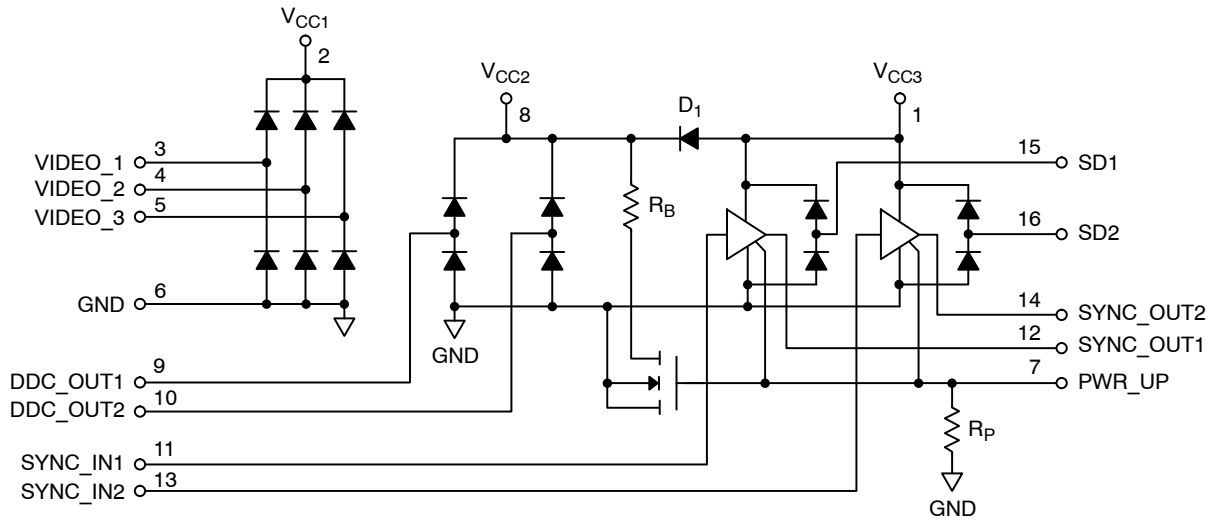 VCC1
2
VCC2
8
D1
VCC3
1
VIDEO_1 3
VIDEO_2 4
VIDEO_3 5
15 SD1
RB
16 SD2
GND 6
14 SYNC_OUT2
GND
12 SYNC_OUT1
DDC_OUT1 9
7 PWR_UP
DDC_OUT2 10
RP
SYNC_IN1 11
SYNC_IN2 13
GND